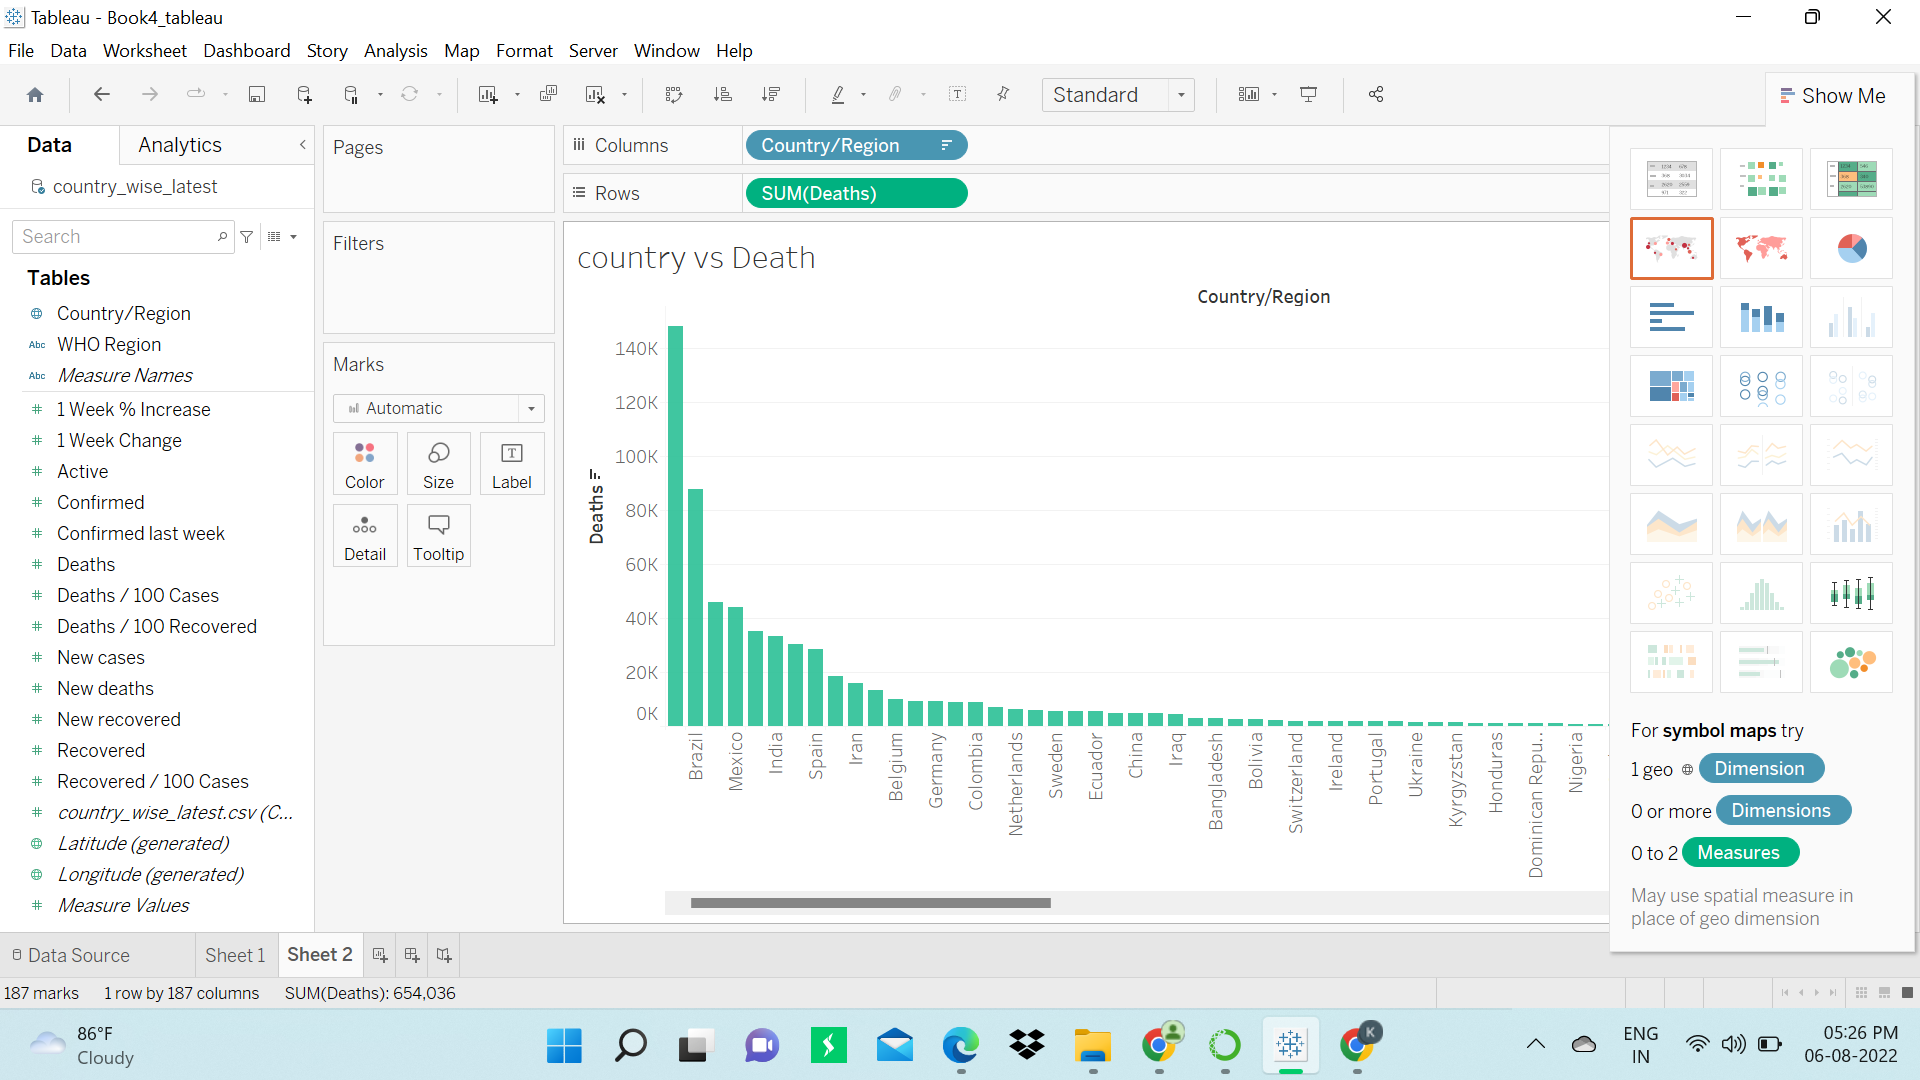 Tableau - Book4_tableau
File Data Worksheet Dashboard Story Analysis Map Format Server Window Help
Standard
Show Me
Data
Analytics
country_wise_latest
Search
Tables
Country/Region
Abc WHO Region
Abc Measure Names
1 Week % Increase
1 Week Change
Active
Confirmed
Confirmed last week
Deaths
Deaths / 100 Cases
Deaths / 100 Recovered
New cases
New deaths
New recovered
Recovered
Recovered / 100 Cases
country_wise_latest.csv (C...
Latitude (generated)
Longitude (generated)
Measure Values
Pages
Filters
Marks
Automatic
Color
Size
Label
Detail
Tooltip
Columns
Country/Region
Rows
SUM(Deaths)
country vs Death
Country/Region
Deaths
140K
120K
100K
80K
60K
40K
20K
0K
Brazil
Mexico
India
Spain
Iran
Belgium
Germany
Colombia
Netherlands
Sweden
Ecuador
China
Iraq
Bangladesh
Bolivia
Switzerland
Ireland
Portugal
Ukraine
Kyrgyzstan
Honduras
Dominican Repu..
Nigeria
For symbol maps try
1 geo Dimension
0 or more Dimensions
0 to 2 Measures
May use spatial measure in
place of geo dimension
Data Source
Sheet 1
Sheet 2
187 marks
1 row by 187 columns
SUM(Deaths): 654,036
86°F
Cloudy
K
ENG
IN
05:26 PM
06-08-2022